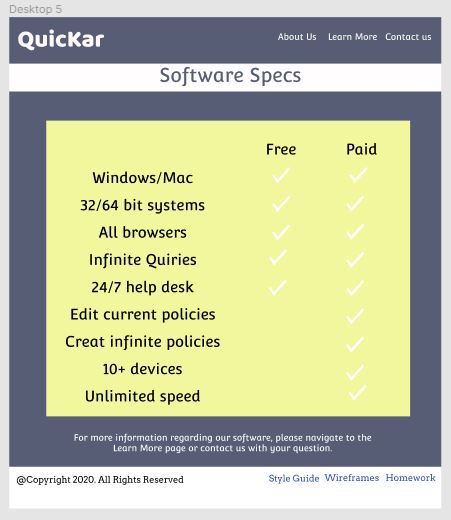 Desktop 5
QuicKar
About Us Learn More Contact us
Software Specs
Free Paid
Windows/Mac
32/64 bit systems
All browsers
Infinite Quiries
24/7 help desk
Edit current policies
Creat infinite policies
10+ devices
Unlimited speed
For more information regarding our software, please navigate to the
Learn More page or contact us with your question.
@Copyright 2020. All Rights Reserved Style Guide Wireframes Homework